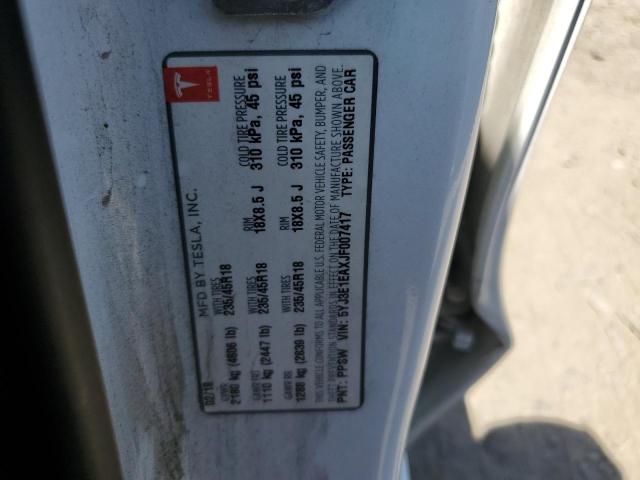 TESLA
MFD BY TESLA, INC.
02/18
GVWR WITH TIRES RIM COLD TIRE PRESSURE
2180 kg (4806 lb) 235/45R18 18X8.5 J 310 kPa, 45 psi
GAWR FRT WITH TIRES RIM COLD TIRE PRESSURE
1110 kg (2447 lb) 235/45R18 18X8.5 J 310 kPa, 45 psi
GAWR RR WITH TIRES
1288 kg (2839 lb) 235/45R18
THIS VEHICLE CONFORMS TO ALL APPLICABLE U.S. FEDERAL MOTOR VEHICLE SAFETY, BUMPER, AND
THEFT PREVENTION STANDARDS IN EFFECT ON THE DATE OF MANUFACTURE SHOWN ABOVE.
PNT: PPSW VIN: 5YJ3E1EAXJF007417 TYPE: PASSENGER CAR